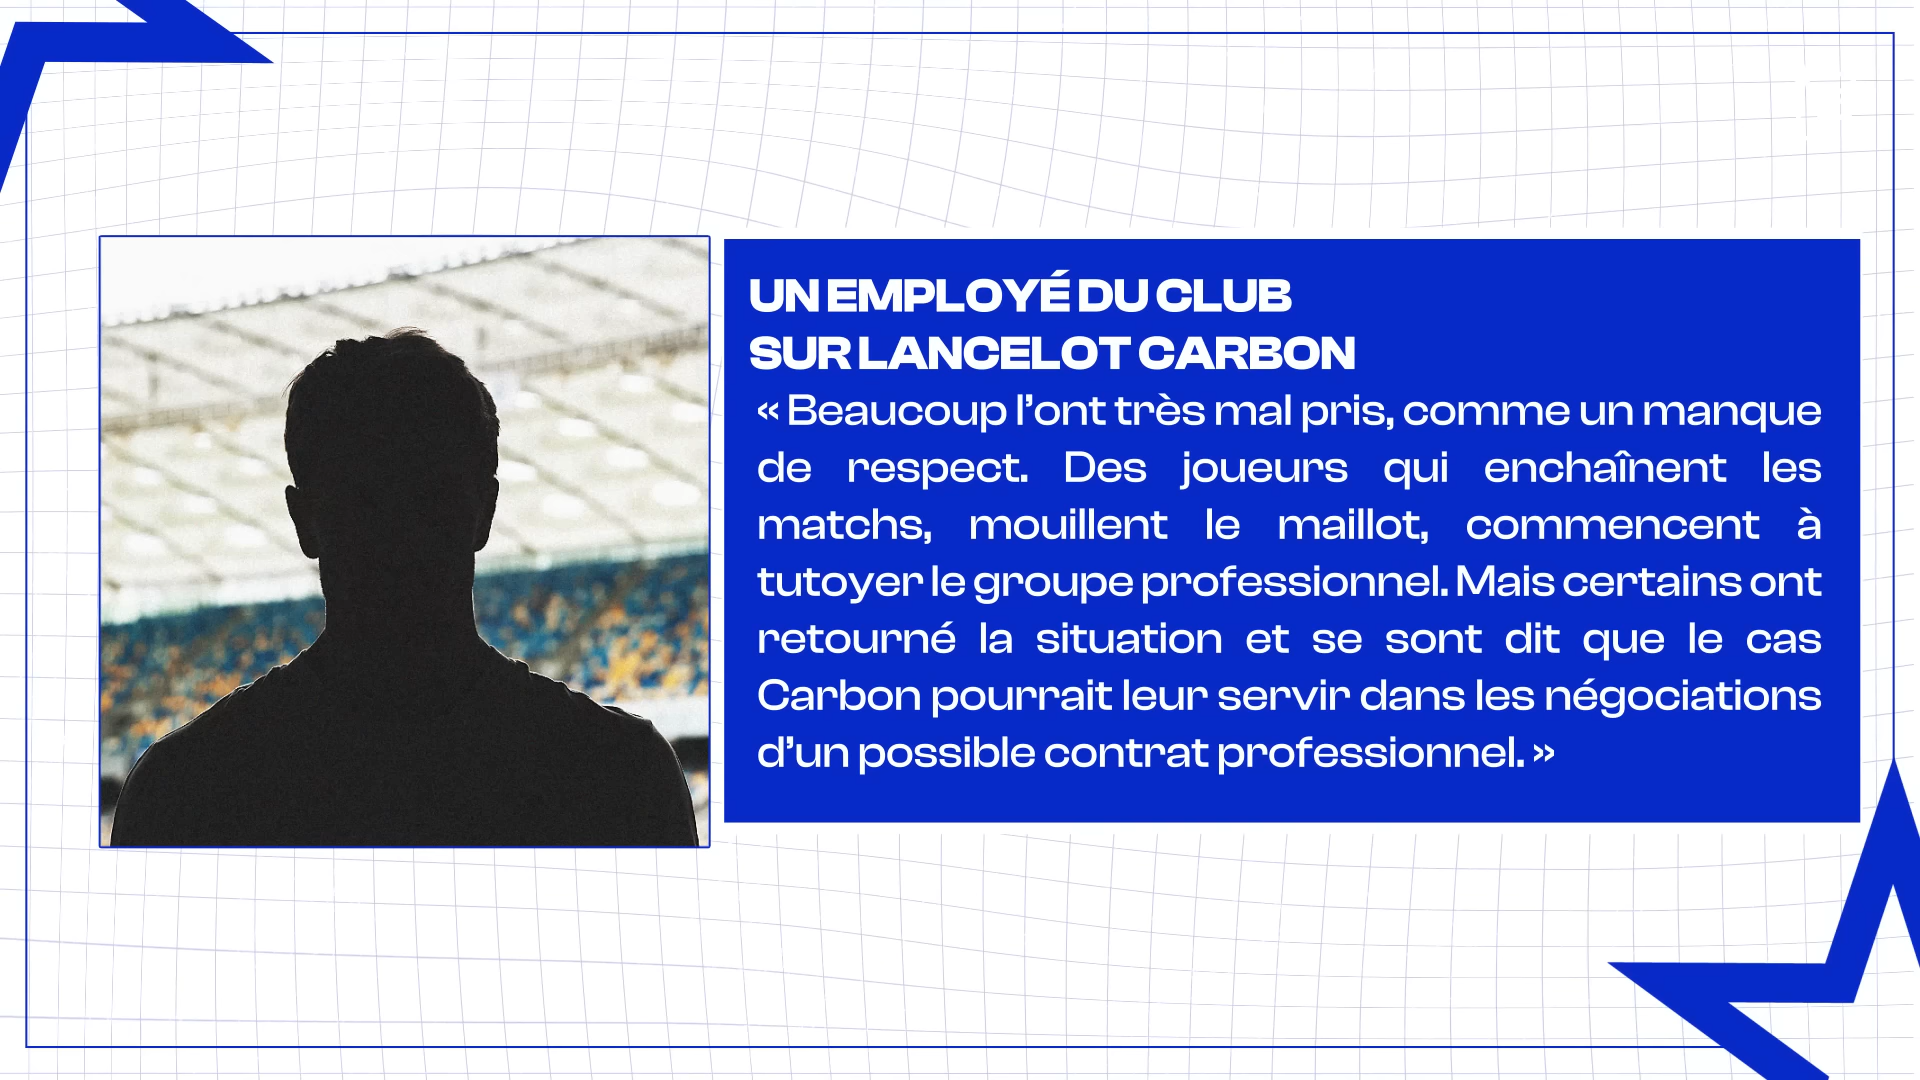 UN EMPLOYÉ DU CLUB
SUR LANCELOT CARBON
« Beaucoup l’ont très mal pris, comme un manque
de respect. Des joueurs qui enchaînent les
matchs, mouillent le maillot, commencent à
tutoyer le groupe professionnel. Mais certains ont
retourné la situation et se sont dit que le cas
Carbon pourrait leur servir dans les négociations
d’un possible contrat professionnel. »